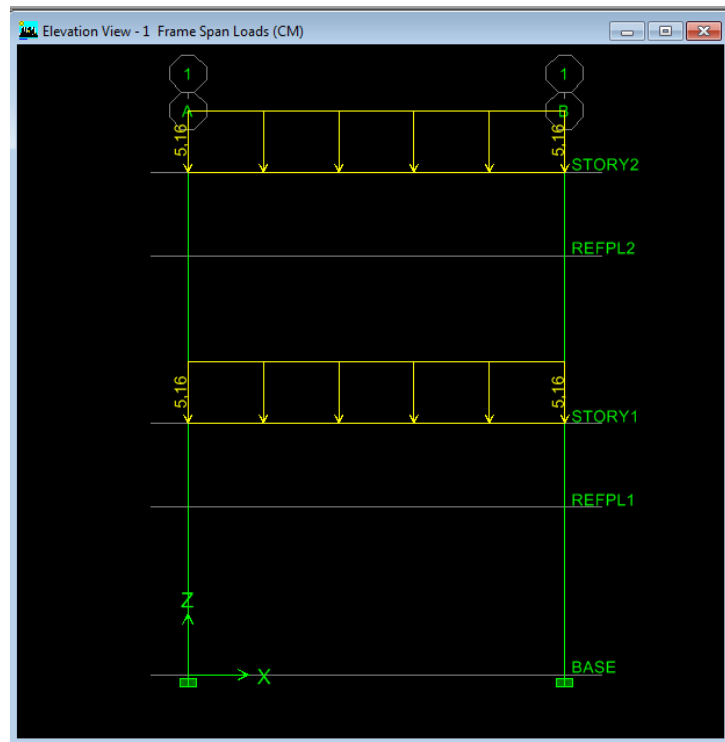 Elevation View - 1 Frame Span Loads (CM)
1 1
A B
5,16 5,16
STORY2
REFPL2
5,16 5,16
STORY1
REFPL1
Z
X
BASE